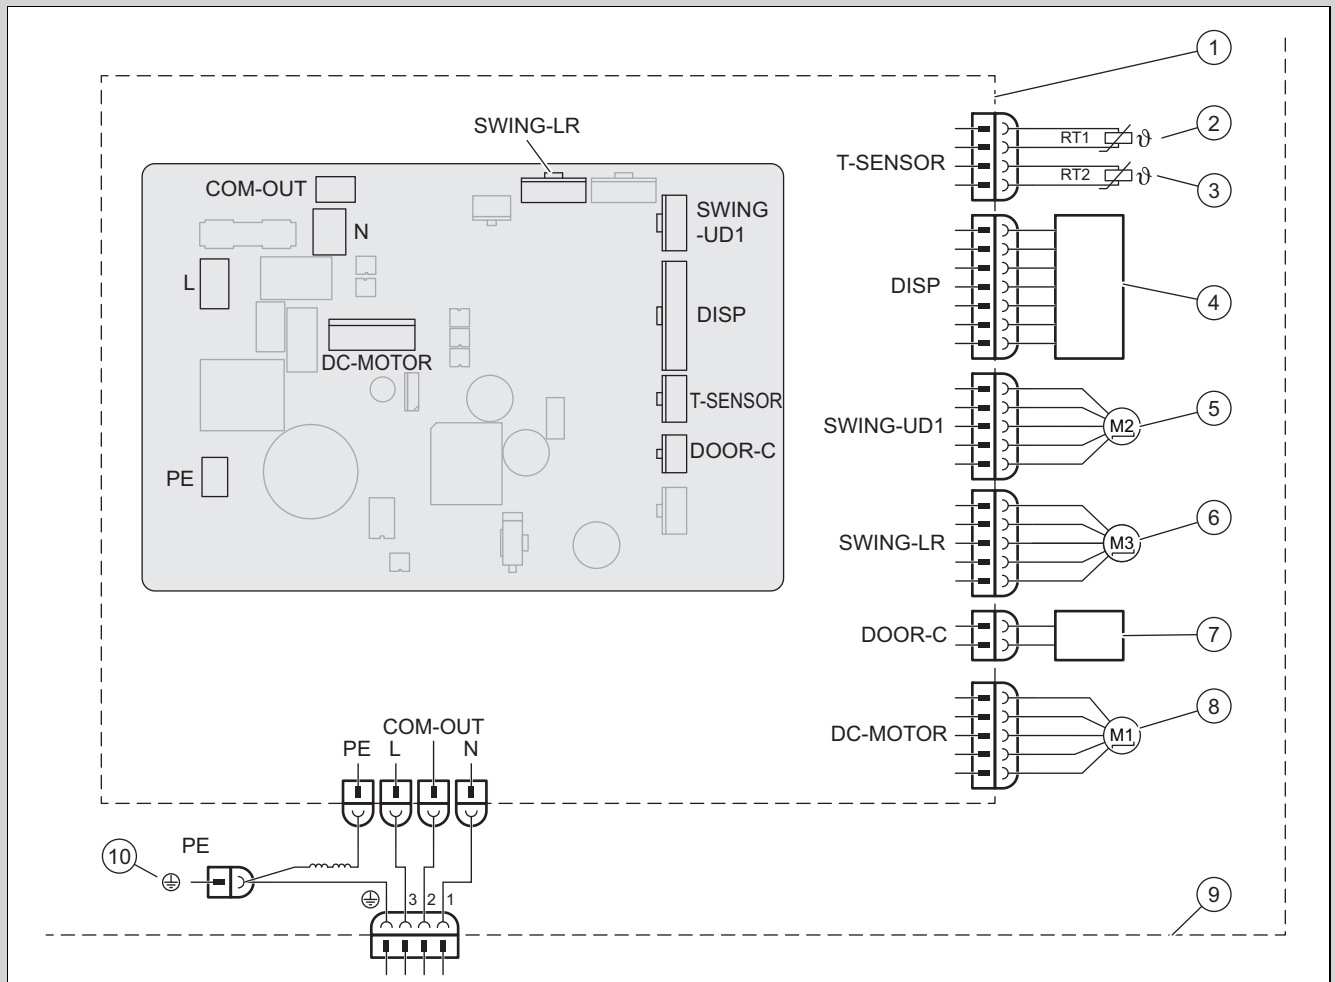 1
SWING-LR
2
RT1
ϑ
T-SENSOR
COM-OUT
RT2
ϑ
3
SWING
-UD1
N
L
DISP
4
DISP
DC-MOTOR
T-SENSOR
5
SWING-UD1
M2
DOOR-C
PE
6
SWING-LR
M3
DOOR-C
7
8
DC-MOTOR
M1
COM-OUT
PE L N
PE
10
3 2 1
9